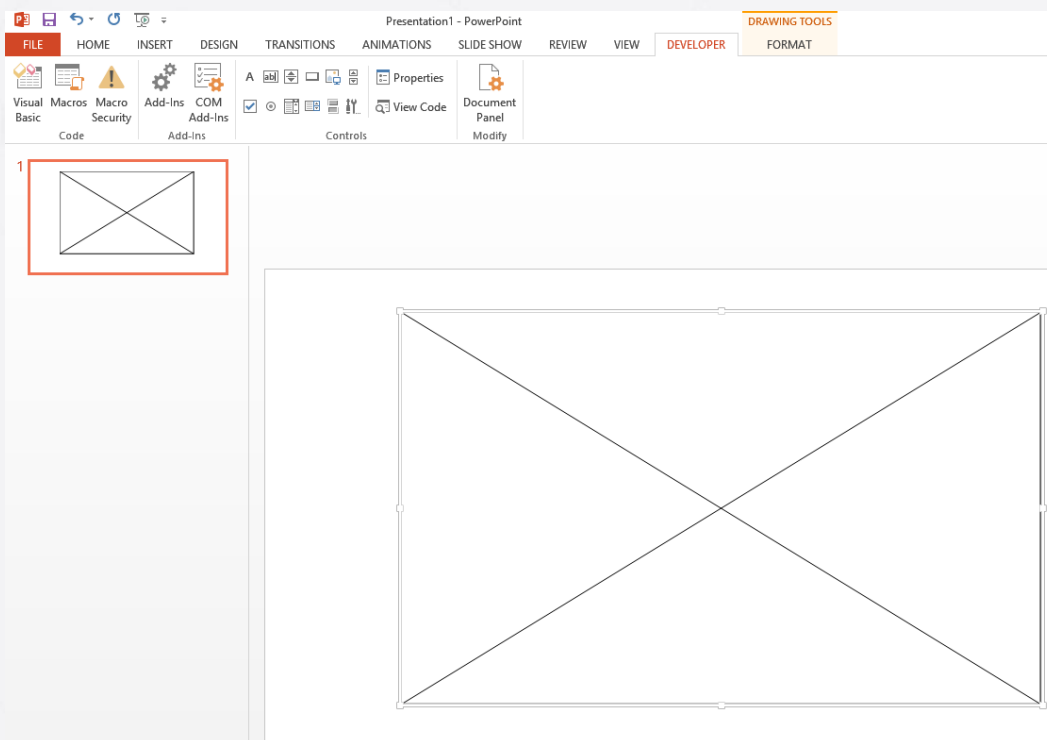 Presentation1 - PowerPoint
DRAWING TOOLS
FILE HOME INSERT DESIGN TRANSITIONS ANIMATIONS SLIDE SHOW REVIEW VIEW DEVELOPER FORMAT
A ab| Properties
Visual Basic Macros Macro Security Add-Ins COM Add-Ins View Code Document Panel
Code Add-Ins Controls Modify
1